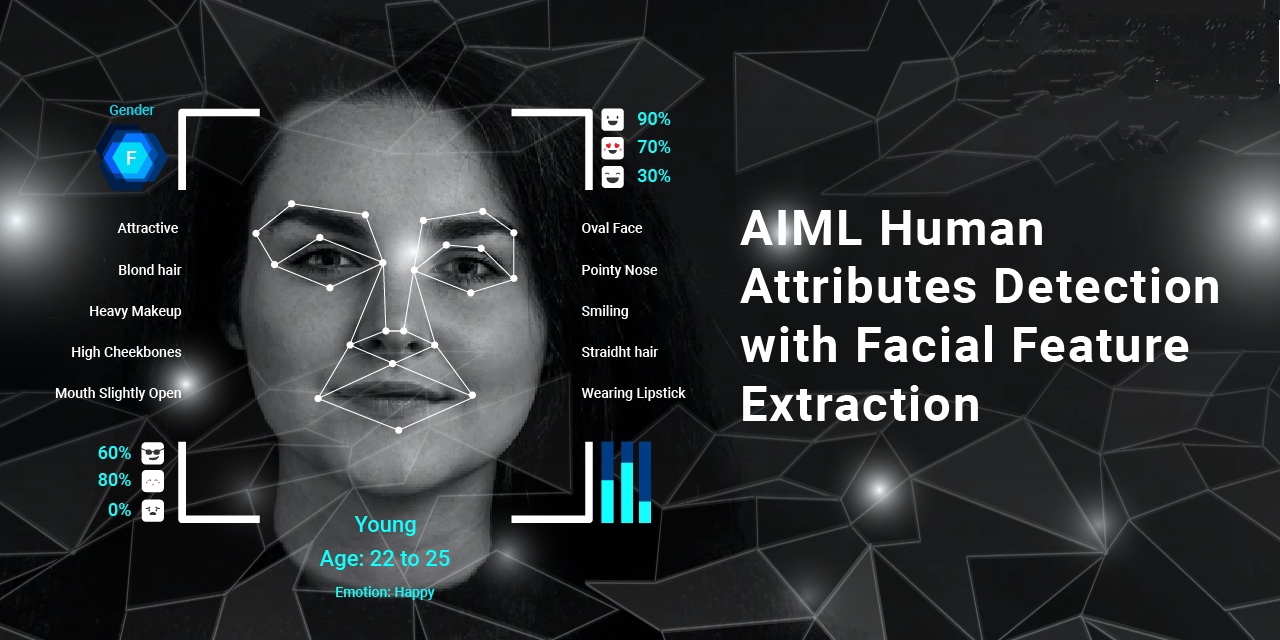 Gender
F
90%
70%
30%
Attractive
Blond hair
Heavy Makeup
High Cheekbones
Mouth Slightly Open
Oval Face
Pointy Nose
Smiling
Straidht hair
Wearing Lipstick
60%
80%
0%
Young
Age: 22 to 25
Emotion: Happy
AIML Human
Attributes Detection
with Facial Feature
Extraction